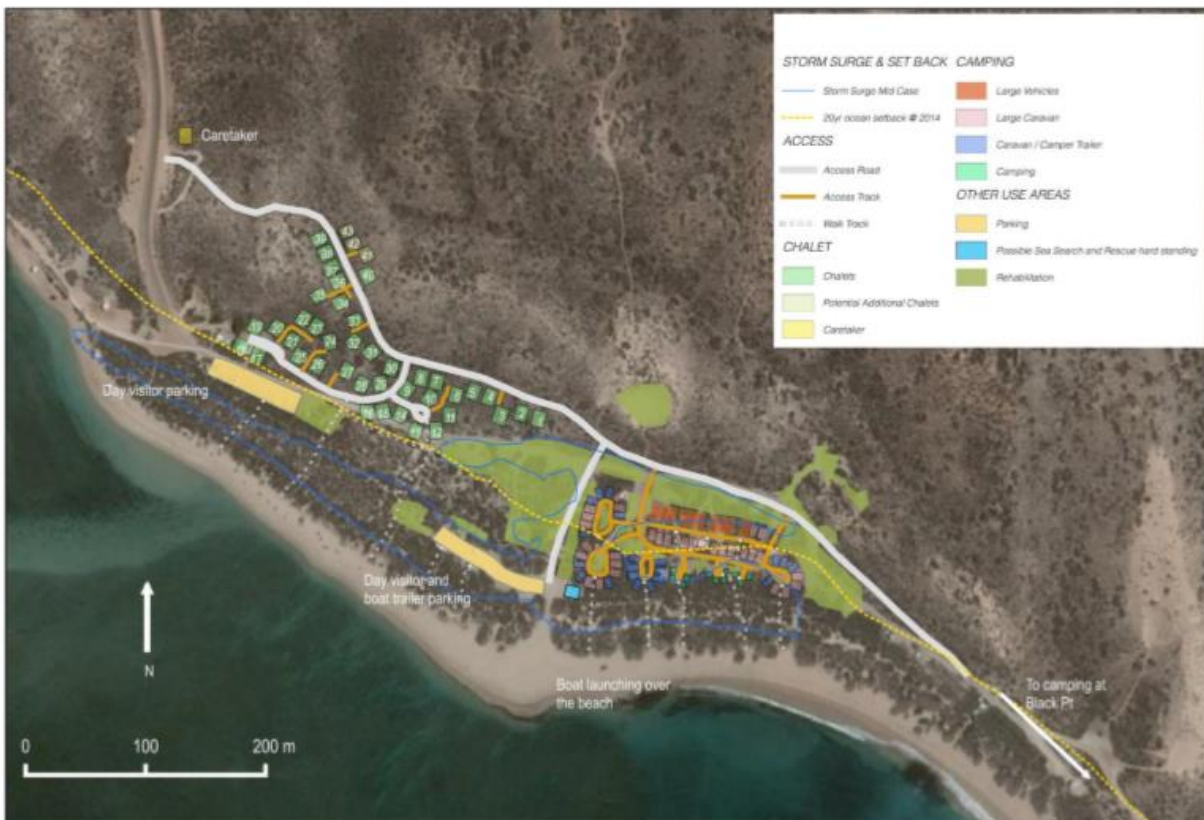 STORM SURGE & SET BACK
Storm Surge Mid Case
20yr ocean setback @ 2014
ACCESS
Access Road
Access Track
Walk Track
CHALET
Chalets
Potential Additional Chalets
Caretaker
CAMPING
Large Vehicles
Large Caravan
Caravan / Camper Trailer
Camping
OTHER USE AREAS
Parking
Possible Sea Search and Rescue hard standing
Rehabilitation
Caretaker
Day visitor parking
Day visitor and
boat trailer parking
Boat launching over
the beach
To camping at
Black Pt
N
0 100 200 m